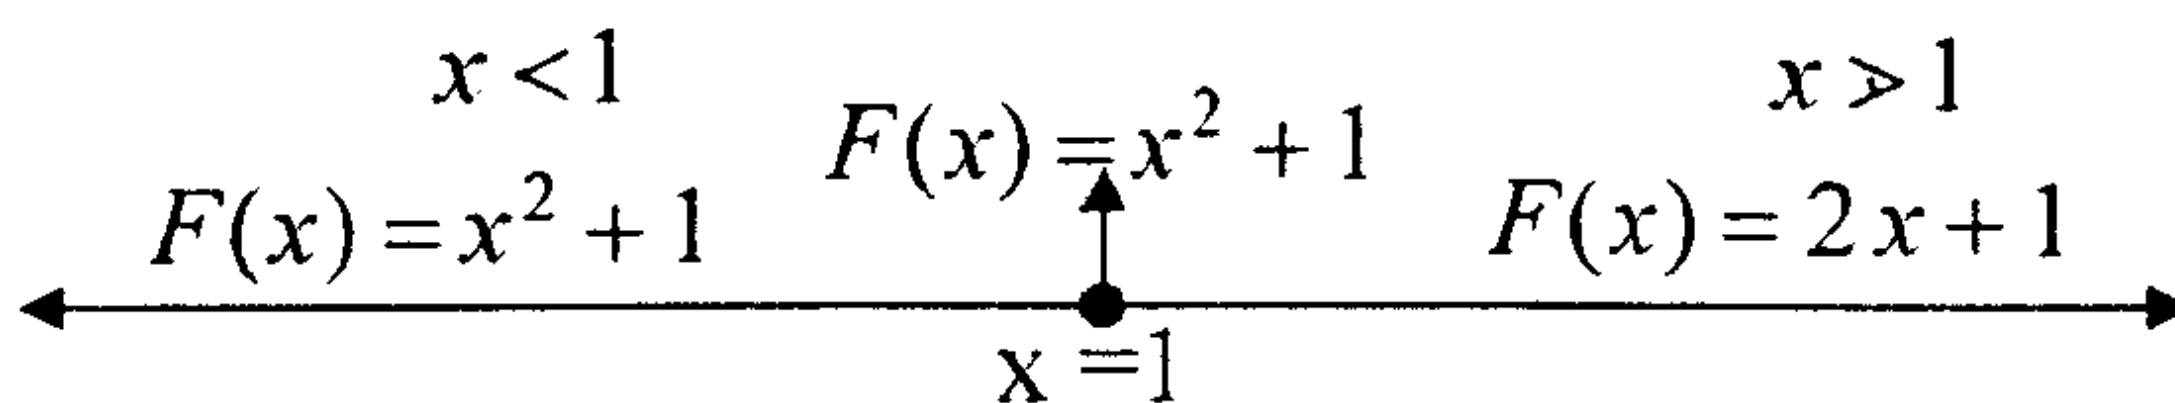 x < 1
F(x) = x² + 1
F(x) = x² + 1
x > 1
F(x) = 2x + 1
x = 1